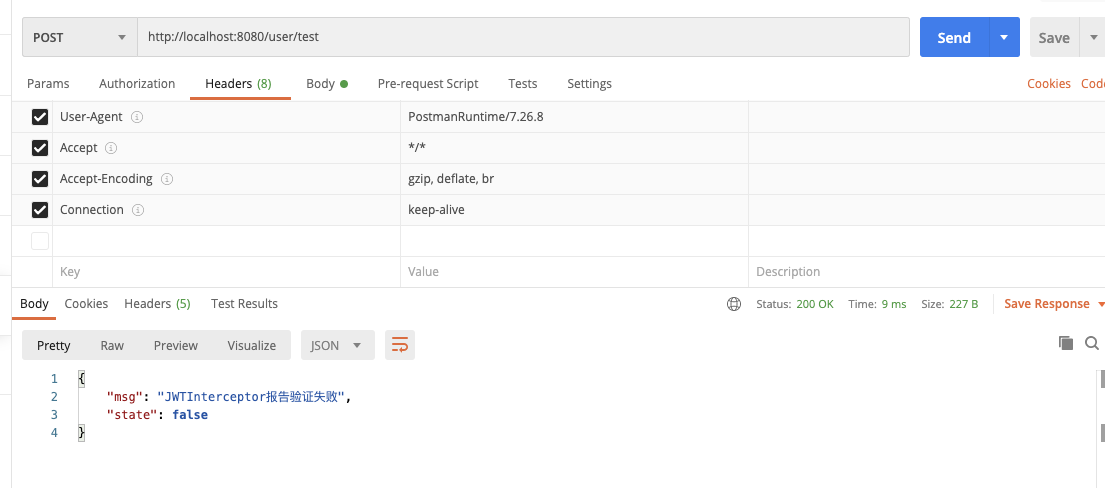 POST http://localhost:8080/user/test Send Save
Params Authorization Headers (8) Body Pre-request Script Tests Settings Cookies
User-Agent PostmanRuntime/7.26.8
Accept */*
Accept-Encoding gzip, deflate, br
Connection keep-alive
Key Value Description
Body Cookies Headers (5) Test Results Status: 200 OK Time: 9 ms Size: 227 B Save Response
Pretty Raw Preview Visualize JSON
1 {
2 "msg": "JWTInterceptor报告验证失败",
3 "state": false
4 }